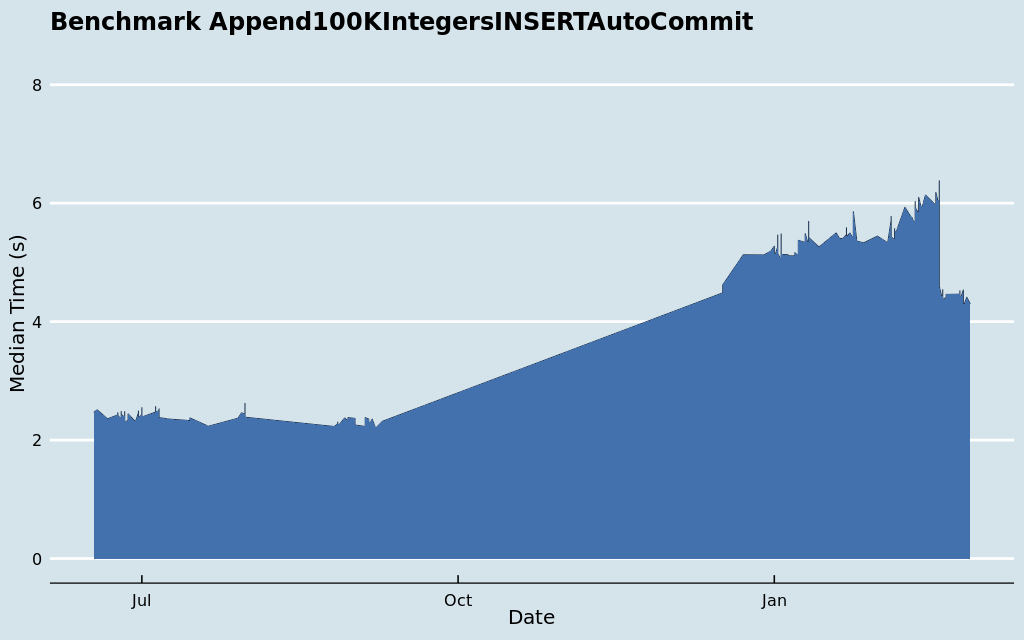 Benchmark Append100KIntegersINSERTAutoCommit
8
6
4
2
0
Median Time (s)
Jul
Oct
Jan
Date